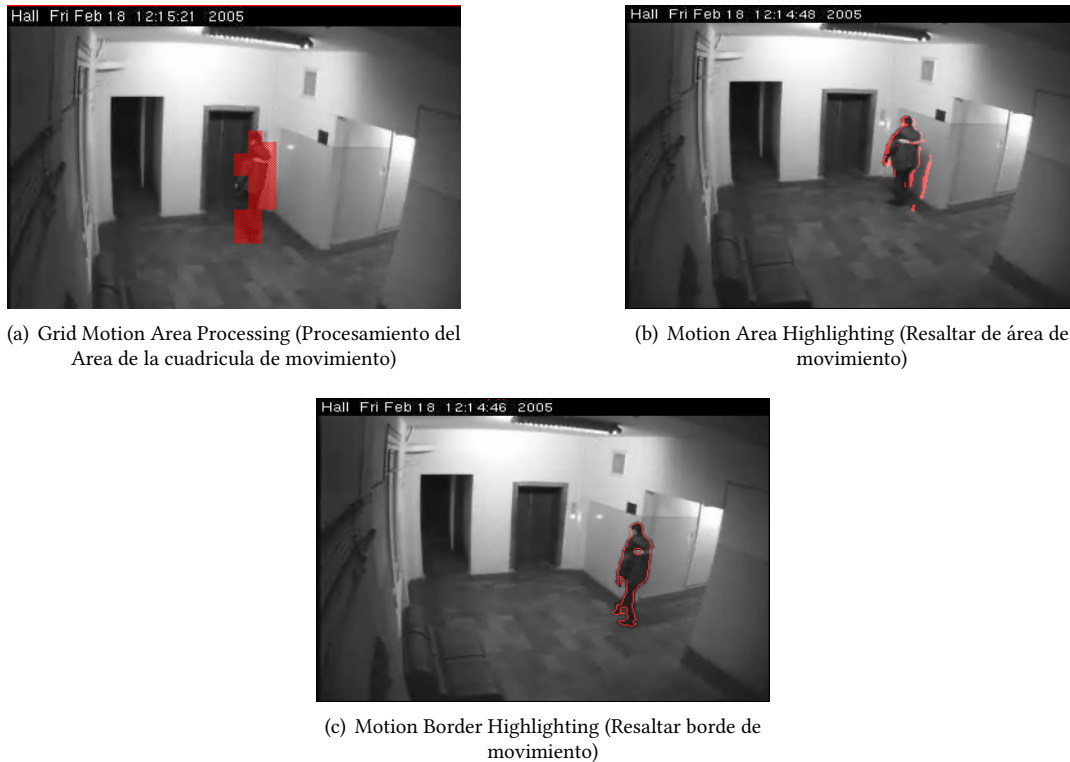 Hall Fri Feb 18 12:15:21 2005
Hall Fri Feb 18 12:14:48 2005
(a) Grid Motion Area Processing (Procesamiento del
Area de la cuadricula de movimiento)
(b) Motion Area Highlighting (Resaltar de área de
movimiento)
Hall Fri Feb 18 12:14:46 2005
(c) Motion Border Highlighting (Resaltar borde de
movimiento)